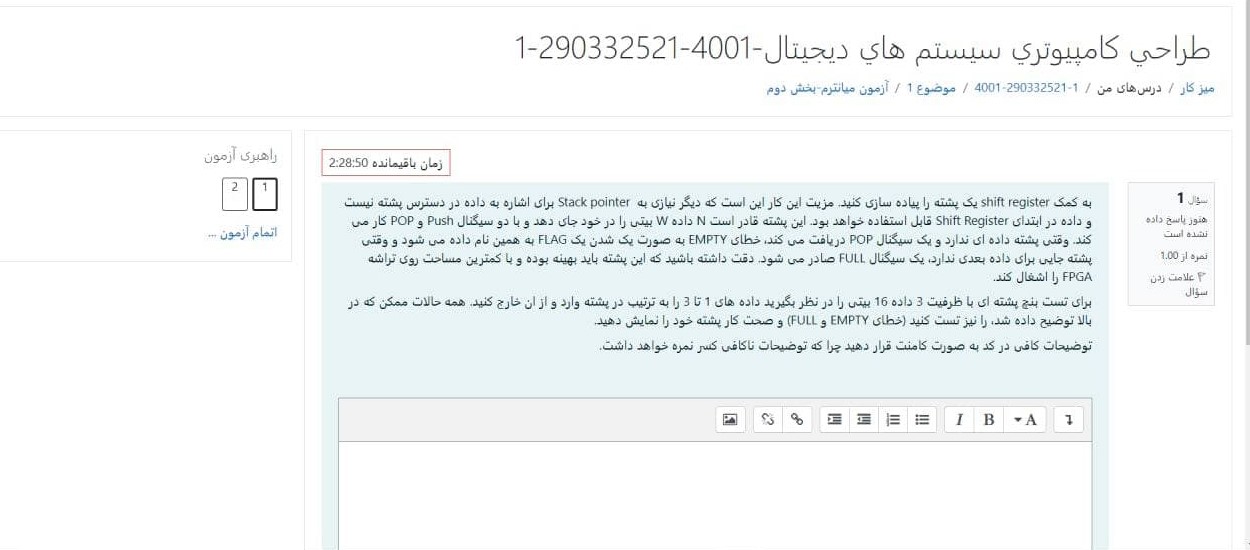 طراحي كامپيوتري سيستم هاي ديجيتال-4001-290332521-1
میز کار / درس‌های من / 4001-290332521-1 / موضوع 1 / آزمون میانترم-بخش دوم
راهبری آزمون
1 2
اتمام آزمون ...
زمان باقیمانده 2:28:50
سؤال 1
هنوز پاسخ داده
نشده است
نمره از 1.00
علامت زدن
سؤال
به کمک shift register یک پشته را پیاده سازی کنید. مزیت این کار این است که دیگر نیازی به Stack pointer برای اشاره به داده در دسترس پشته نیست
و داده در ابتدای Shift Register قابل استفاده خواهد بود. این پشته قادر است N داده W بیتی را در خود جای دهد و با دو سیگنال Push و POP کار می
کند. وقتی پشته داده ای ندارد و یک سیگنال POP دریافت می کند، خطای EMPTY به صورت یک شدن یک FLAG به همین نام داده می شود و وقتی
پشته جایی برای داده بعدی ندارد، یک سیگنال FULL صادر می شود. دقت داشته باشید که این پشته باید بهینه بوده و با کمترین مساحت روی تراشه
FPGA را اشغال کند.
برای تست بنچ پشته ای با ظرفیت 3 داده 16 بیتی را در نظر بگیرید داده های 1 تا 3 را به ترتیب در پشته وارد و از ان خارج کنید. همه حالات ممکن که در
بالا توضیح داده شد، را نیز تست کنید (خطای EMPTY و FULL) و صحت کار پشته خود را نمایش دهید.
توضیحات کافی در کد به صورت کامنت قرار دهید چرا که توضیحات ناکافی کسر نمره خواهد داشت.
A B I